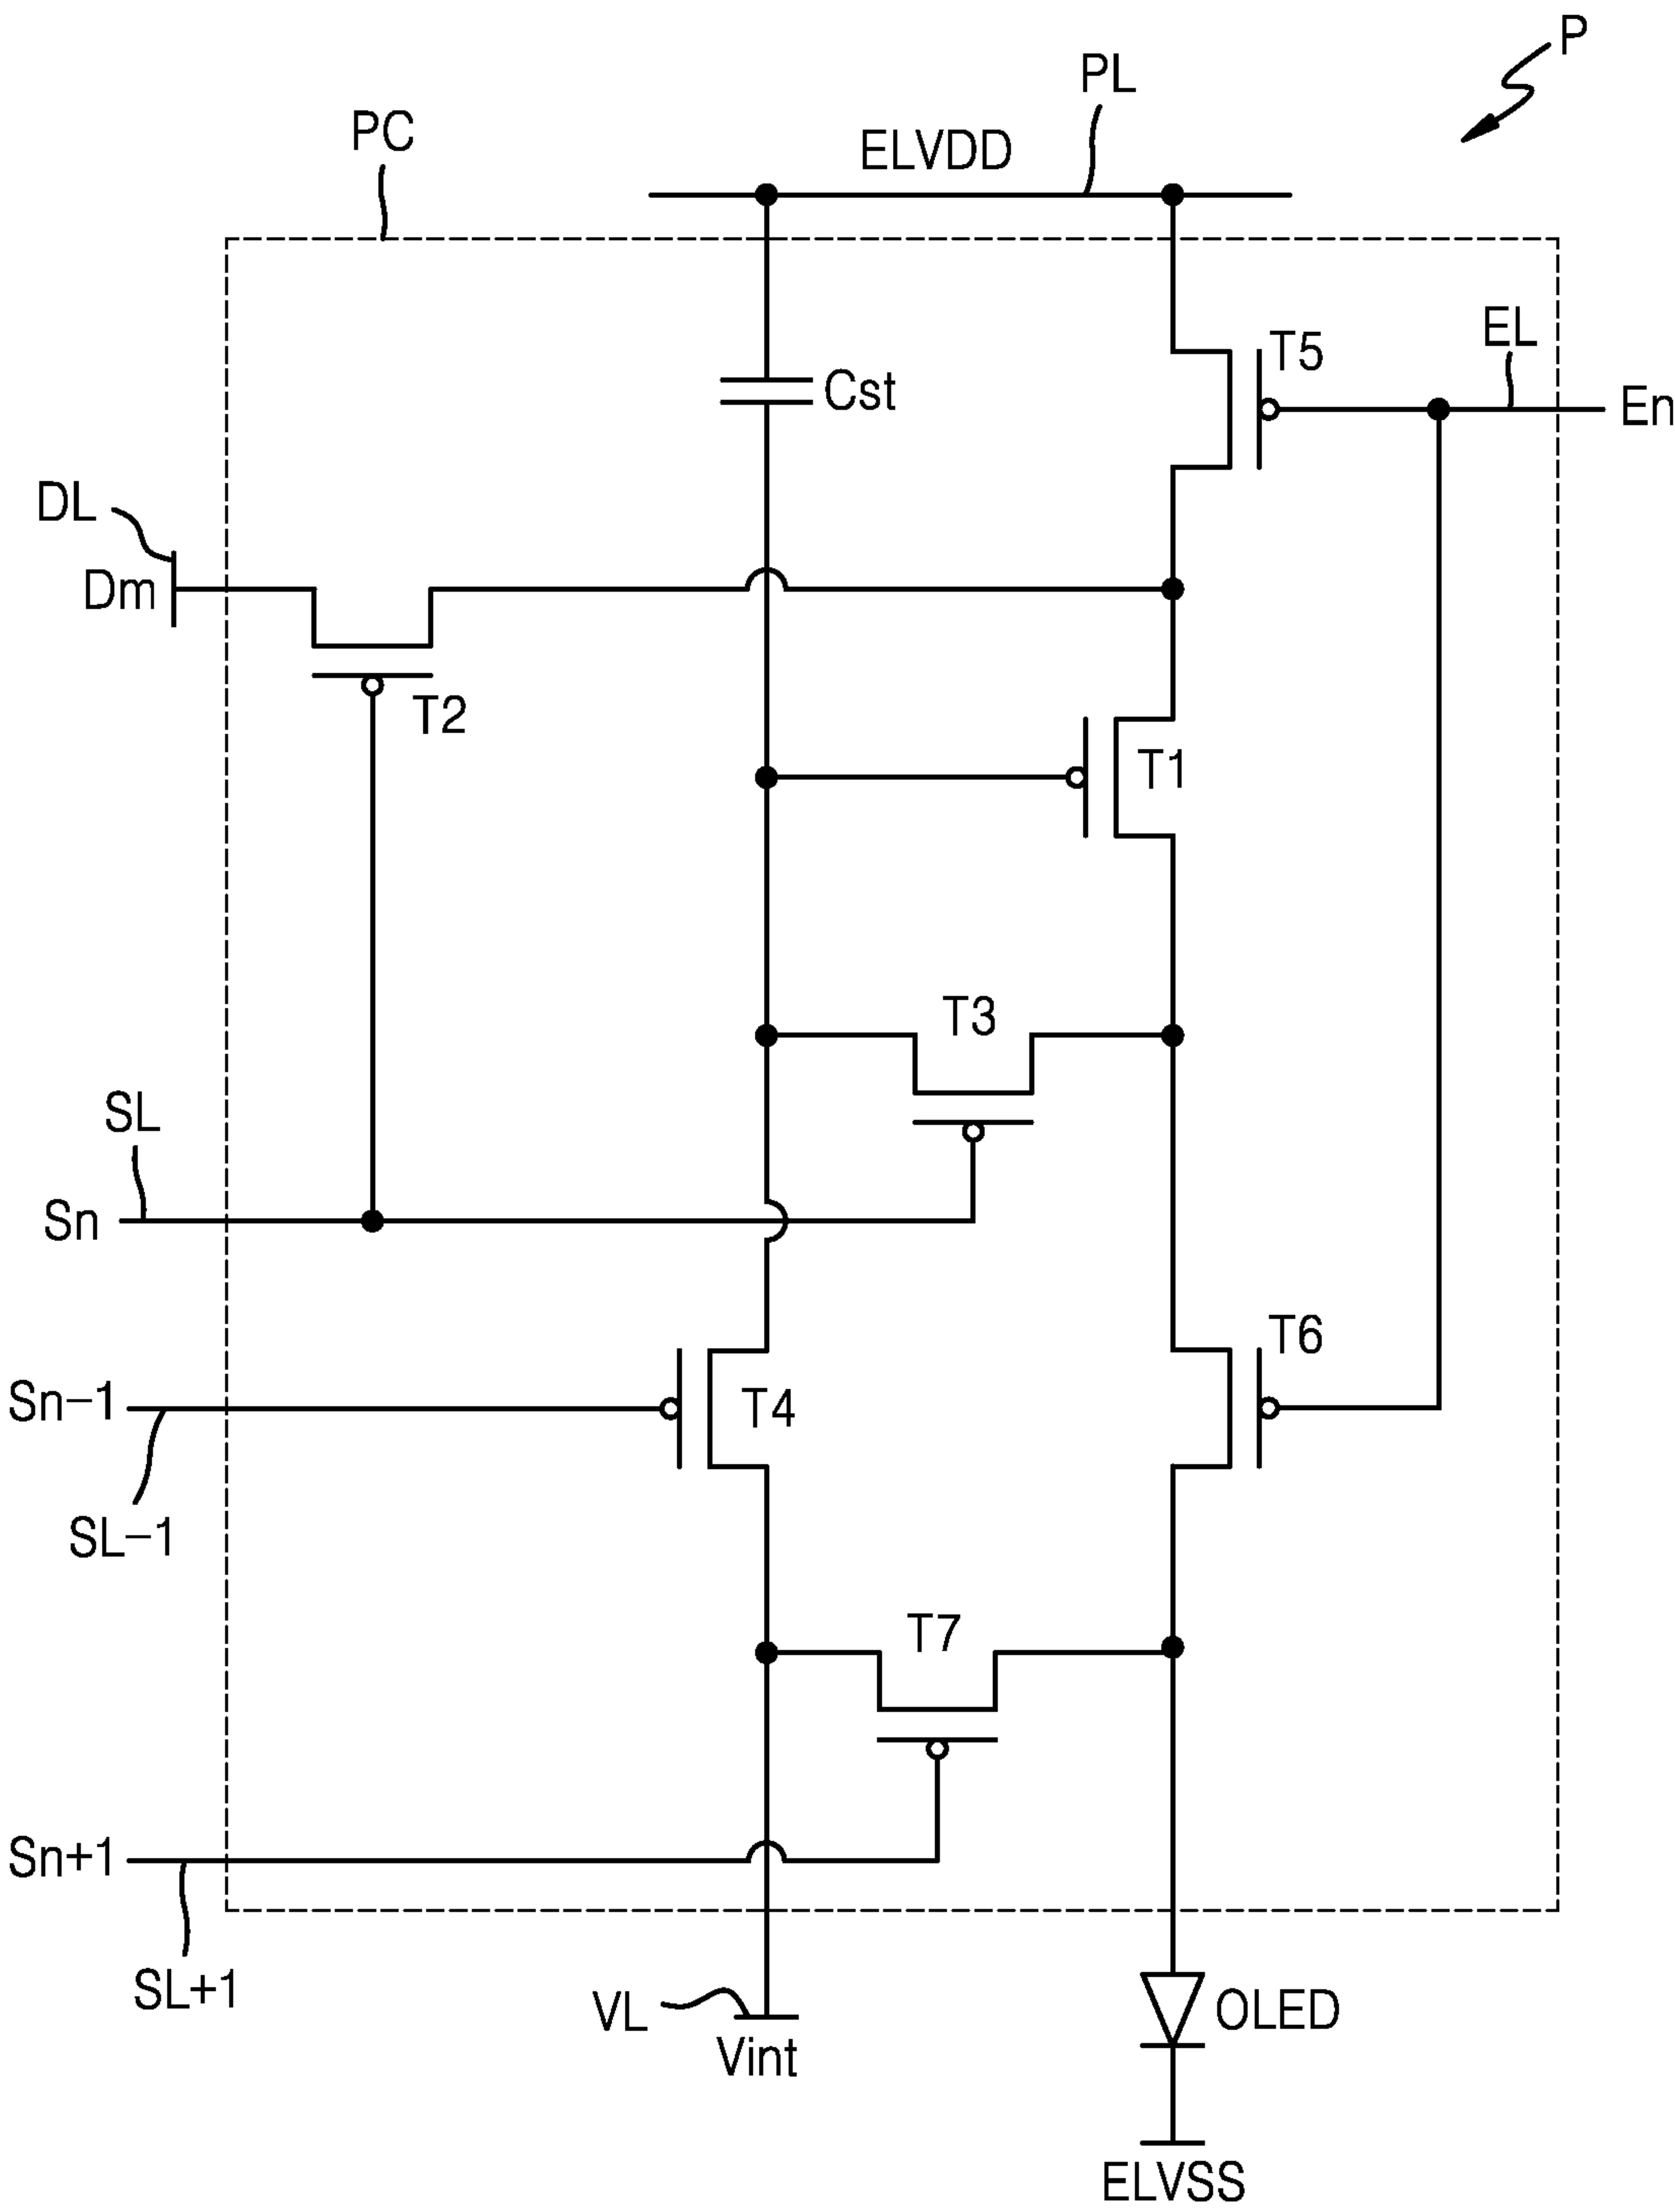 P
PL
PC
ELVDD
T5
EL
Cst
En
DL
Dm
T2
T1
T3
SL
Sn
T6
Sn−1
T4
SL−1
T7
Sn+1
SL+1
VL
OLED
Vint
ELVSS